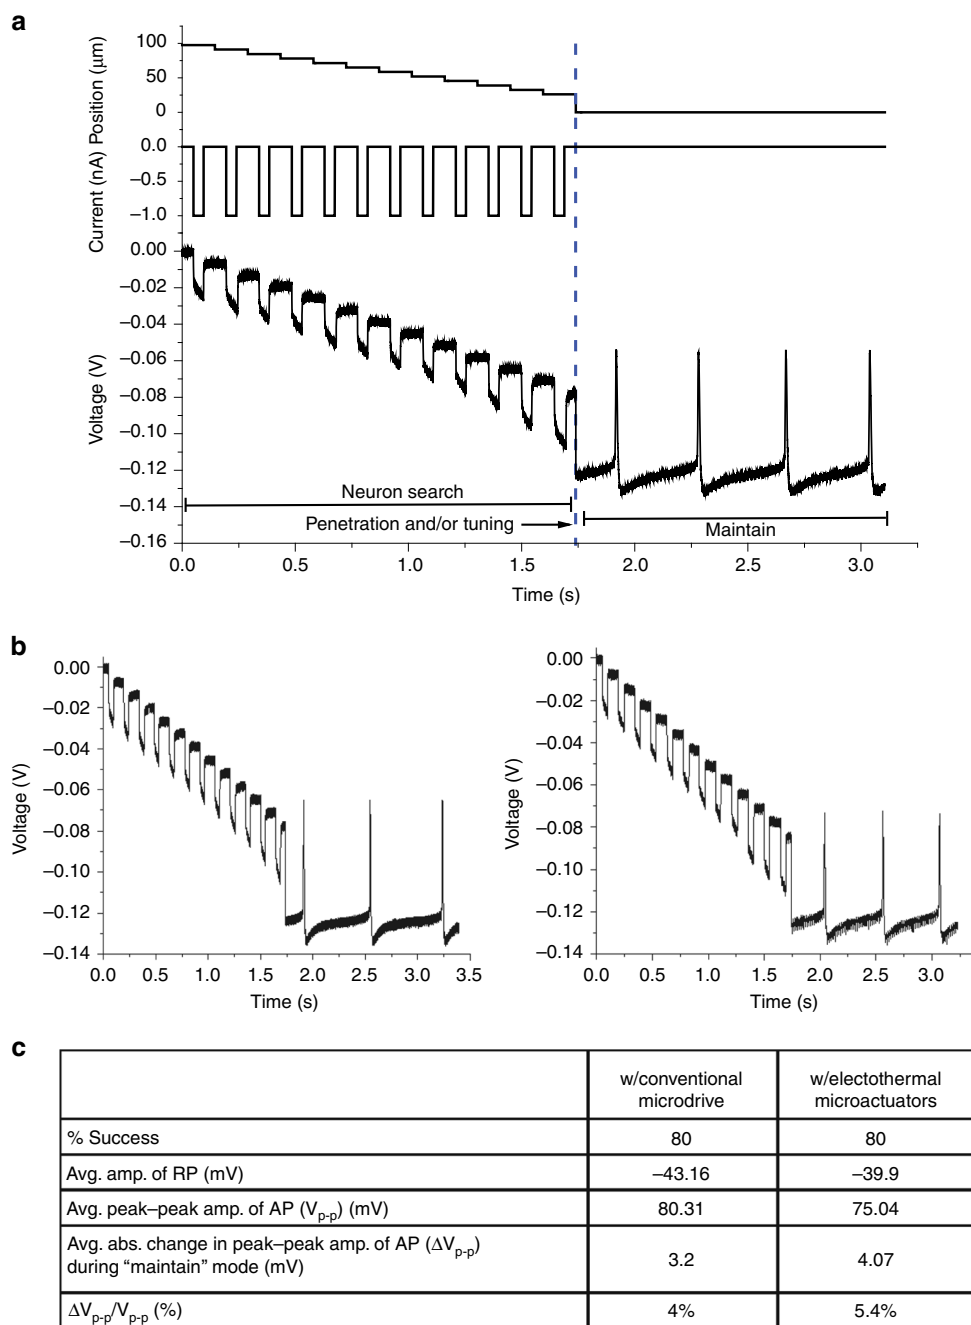 a
100
50
0
Position (μm)
0.0
−0.5
−1.0
Current (nA)
0.00
−0.02
−0.04
−0.06
−0.08
−0.10
−0.12
−0.14
−0.16
Voltage (V)
Neuron search
Penetration and/or tuning
Maintain
0.0 0.5 1.0 1.5 2.0 2.5 3.0
Time (s)
b
0.00
−0.02
−0.04
−0.06
−0.08
−0.10
−0.12
−0.14
Voltage (V)
0.0 0.5 1.0 1.5 2.0 2.5 3.0 3.5
Time (s)
0.00
−0.02
−0.04
−0.06
−0.08
−0.10
−0.12
−0.14
Voltage (V)
0.0 0.5 1.0 1.5 2.0 2.5 3.0
Time (s)
c
w/conventional microdrive
w/electothermal microactuators
% Success 80 80
Avg. amp. of RP (mV) −43.16 −39.9
Avg. peak–peak amp. of AP (Vp-p) (mV) 80.31 75.04
Avg. abs. change in peak–peak amp. of AP (ΔVp-p)
during “maintain” mode (mV) 3.2 4.07
ΔVp-p/Vp-p (%) 4% 5.4%